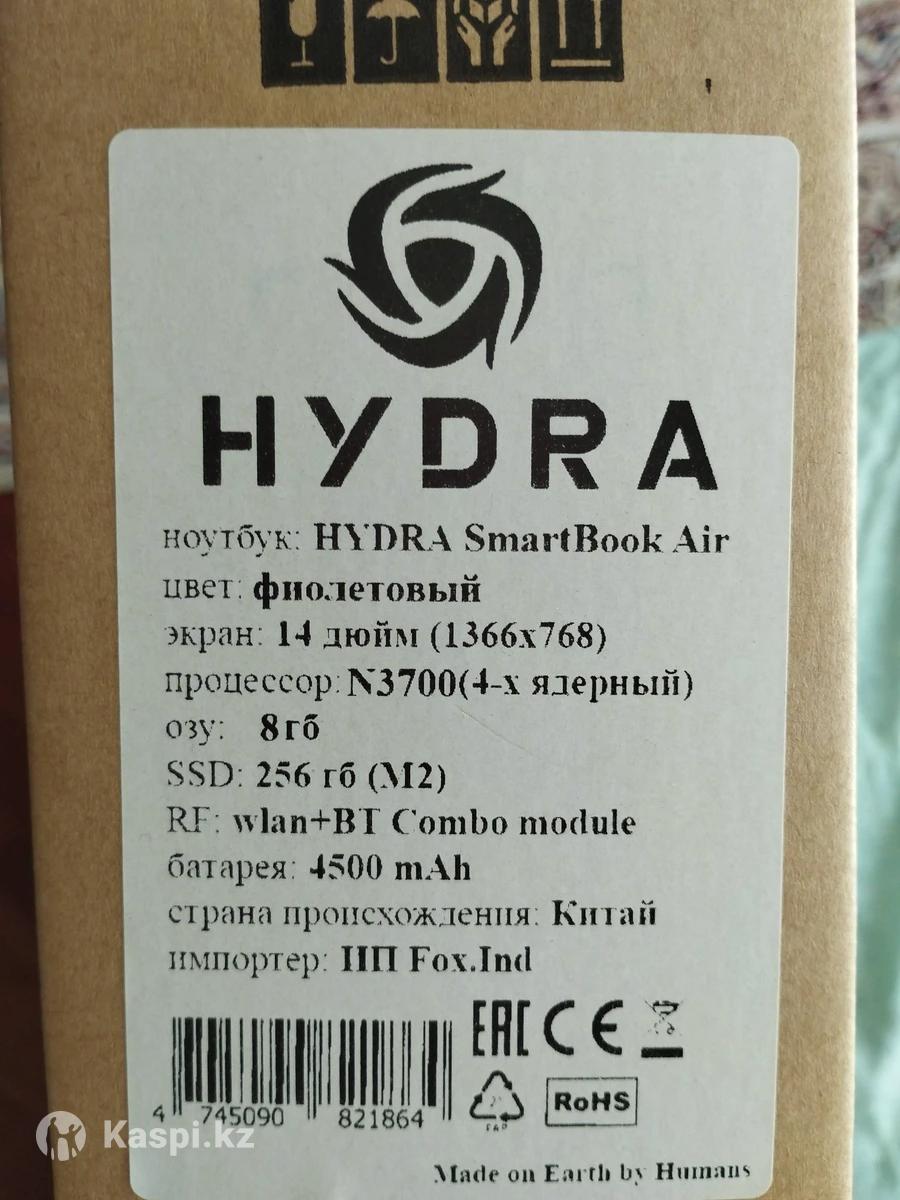 HYDRA
ноутбук: HYDRA SmartBook Air
цвет: фиолетовый
экран: 14 дюйм (1366x768)
процессор: N3700(4-х ядерный)
озу: 8гб
SSD: 256 гб (M2)
RF: wlan+BT Combo module
батарея: 4500 mAh
страна происхождения: Китай
импортер: ИП Fox.Ind
EAC CE
4 745090 821864
PAP
RoHS
Kaspi.kz
Made on Earth by Humans